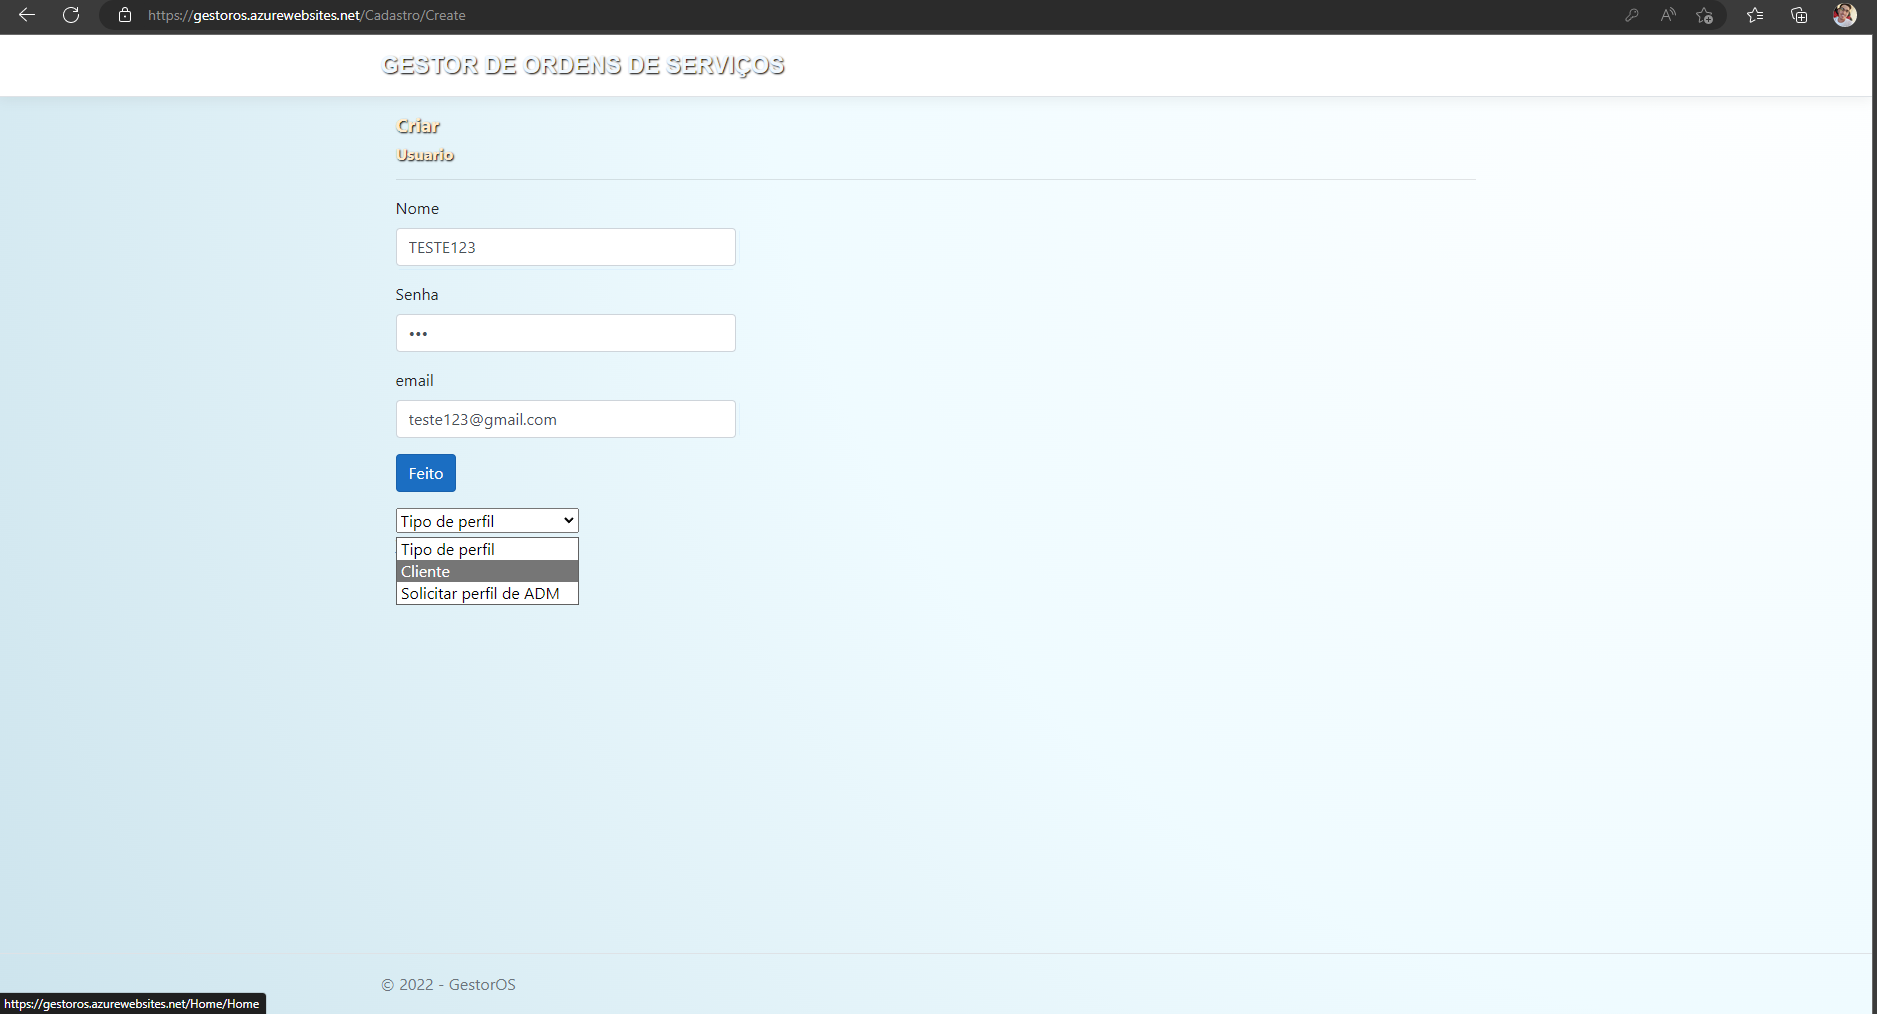 https://gestoros.azurewebsites.net/Cadastro/Create
GESTOR DE ORDENS DE SERVIÇOS
Criar
Usuario
Nome
TESTE123
Senha
•••
email
teste123@gmail.com
Feito
Tipo de perfil
Tipo de perfil
Cliente
Solicitar perfil de ADM
© 2022 - GestorOS
https://gestoros.azurewebsites.net/Home/Home